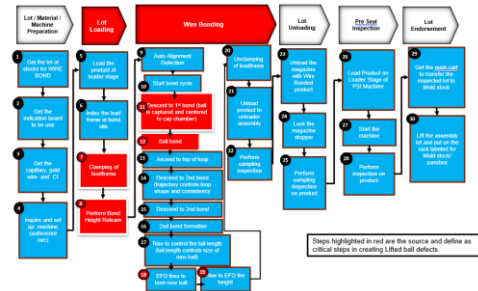 Lot / Material /
Machine
Preparation
Lot
Loading
Wire Bonding
Lot
Unloading
Pre Seal
Inspection
Lot
Endorsement
1
Get the lot at
stocks for WIRE
BOND
2
Get the
indication board
to be use
3
Get the
capillary, gold
wire and CI
4
Inquire and set
up machine
(authorized
5
Load the
product at
loader stage
6
Index the
lead frame at
bond site
7
Clamping of
leadframe
8
Perform Bond
Height Relearn
9
Auto Alignment
Detection
10
Start bond cycle
11
Descent to 1st bond (ball
is captured and centered
to cap chamber)
12
Ball bond
13
Ascend to top of loop
14
Descent to 2nd bond
(trajectory controls loop
shape and consistency)
15
Descent to 2nd bond
16
2nd bond formation
17
Rise to control the tail length
(tail length controls size of
new ball)
18
EFO fires to
form new ball
19
Rise to EFO fire
height
20
Unclamping of
leadframe
21
Unload
product to
unloader
assembly
22
Perform
sampling
inspection
23
Unload the
magazine with
Wire Bonded
product
24
Lock the
magazine
stopper
25
Perform
sampling
Inspection on
product
26
Load Product on
Loader Stage of
PSI Machine
27
Start the
machine
28
Perform
inspection on
product
29
Get the push cart
to transfer the
inspected lot to
Mold stock
30
Lift the assembly
lot and put on the
rack labeled for
Mold stock/
Steps highlighted in red are the source and define as
critical steps in creating Lifted ball defects.